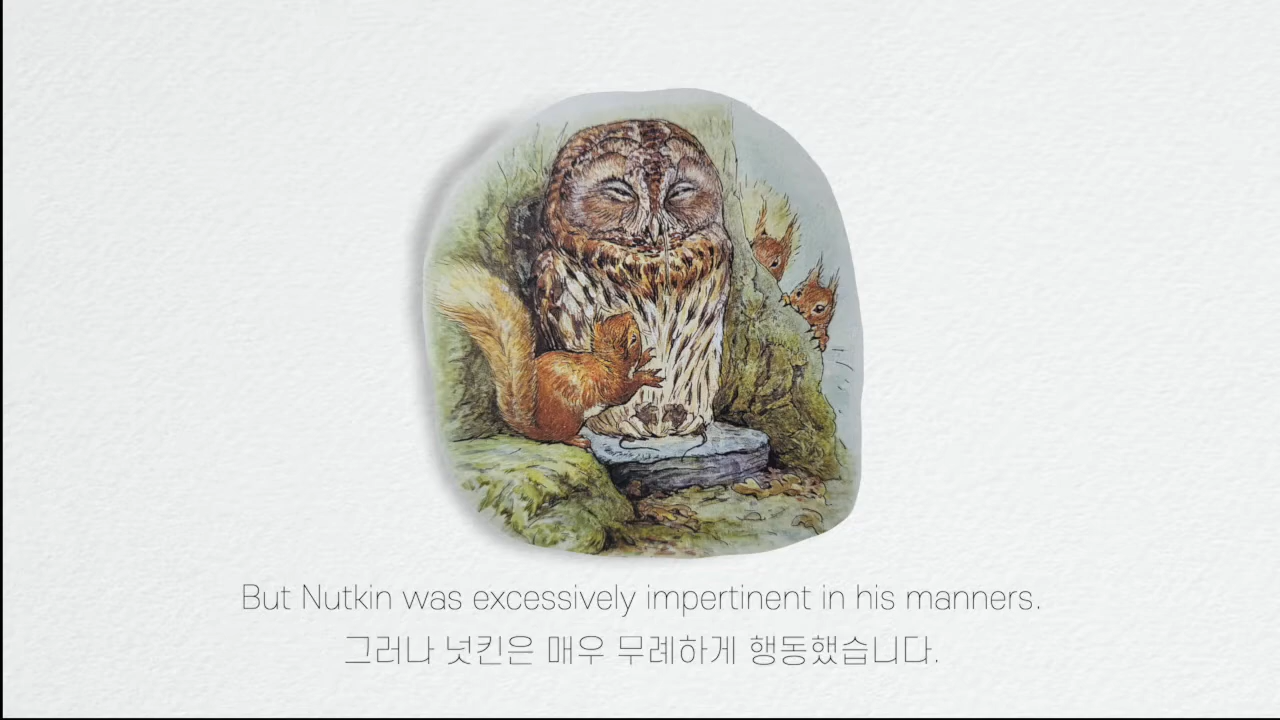 But Nutkin was excessively impertinent in his manners.
그러나 넛킨은 매우 무례하게 행동했습니다.